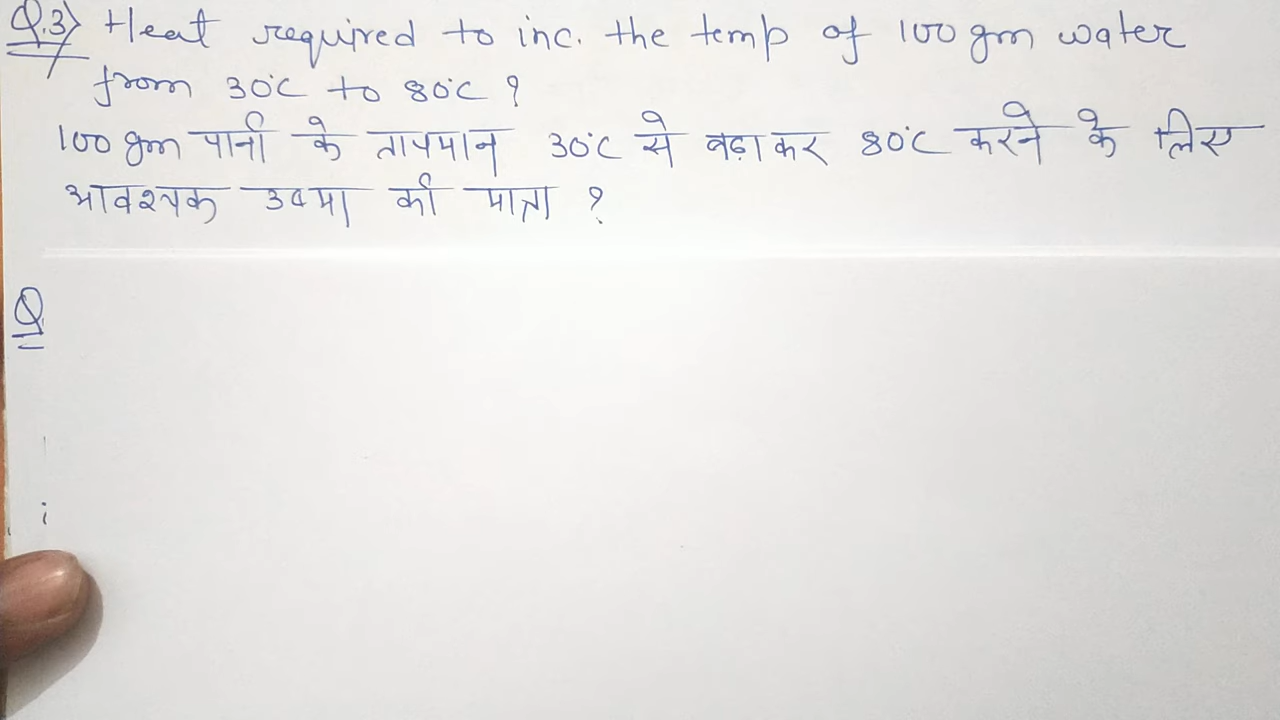 Q.3> Heat required to inc. the temp of 100 gm water
from 30°C to 80°C ?
100 gm पानी के तापमान 30°C से बढ़ाकर 80°C करने के लिए
आवश्यक उष्मा की मात्रा ?
Q
i